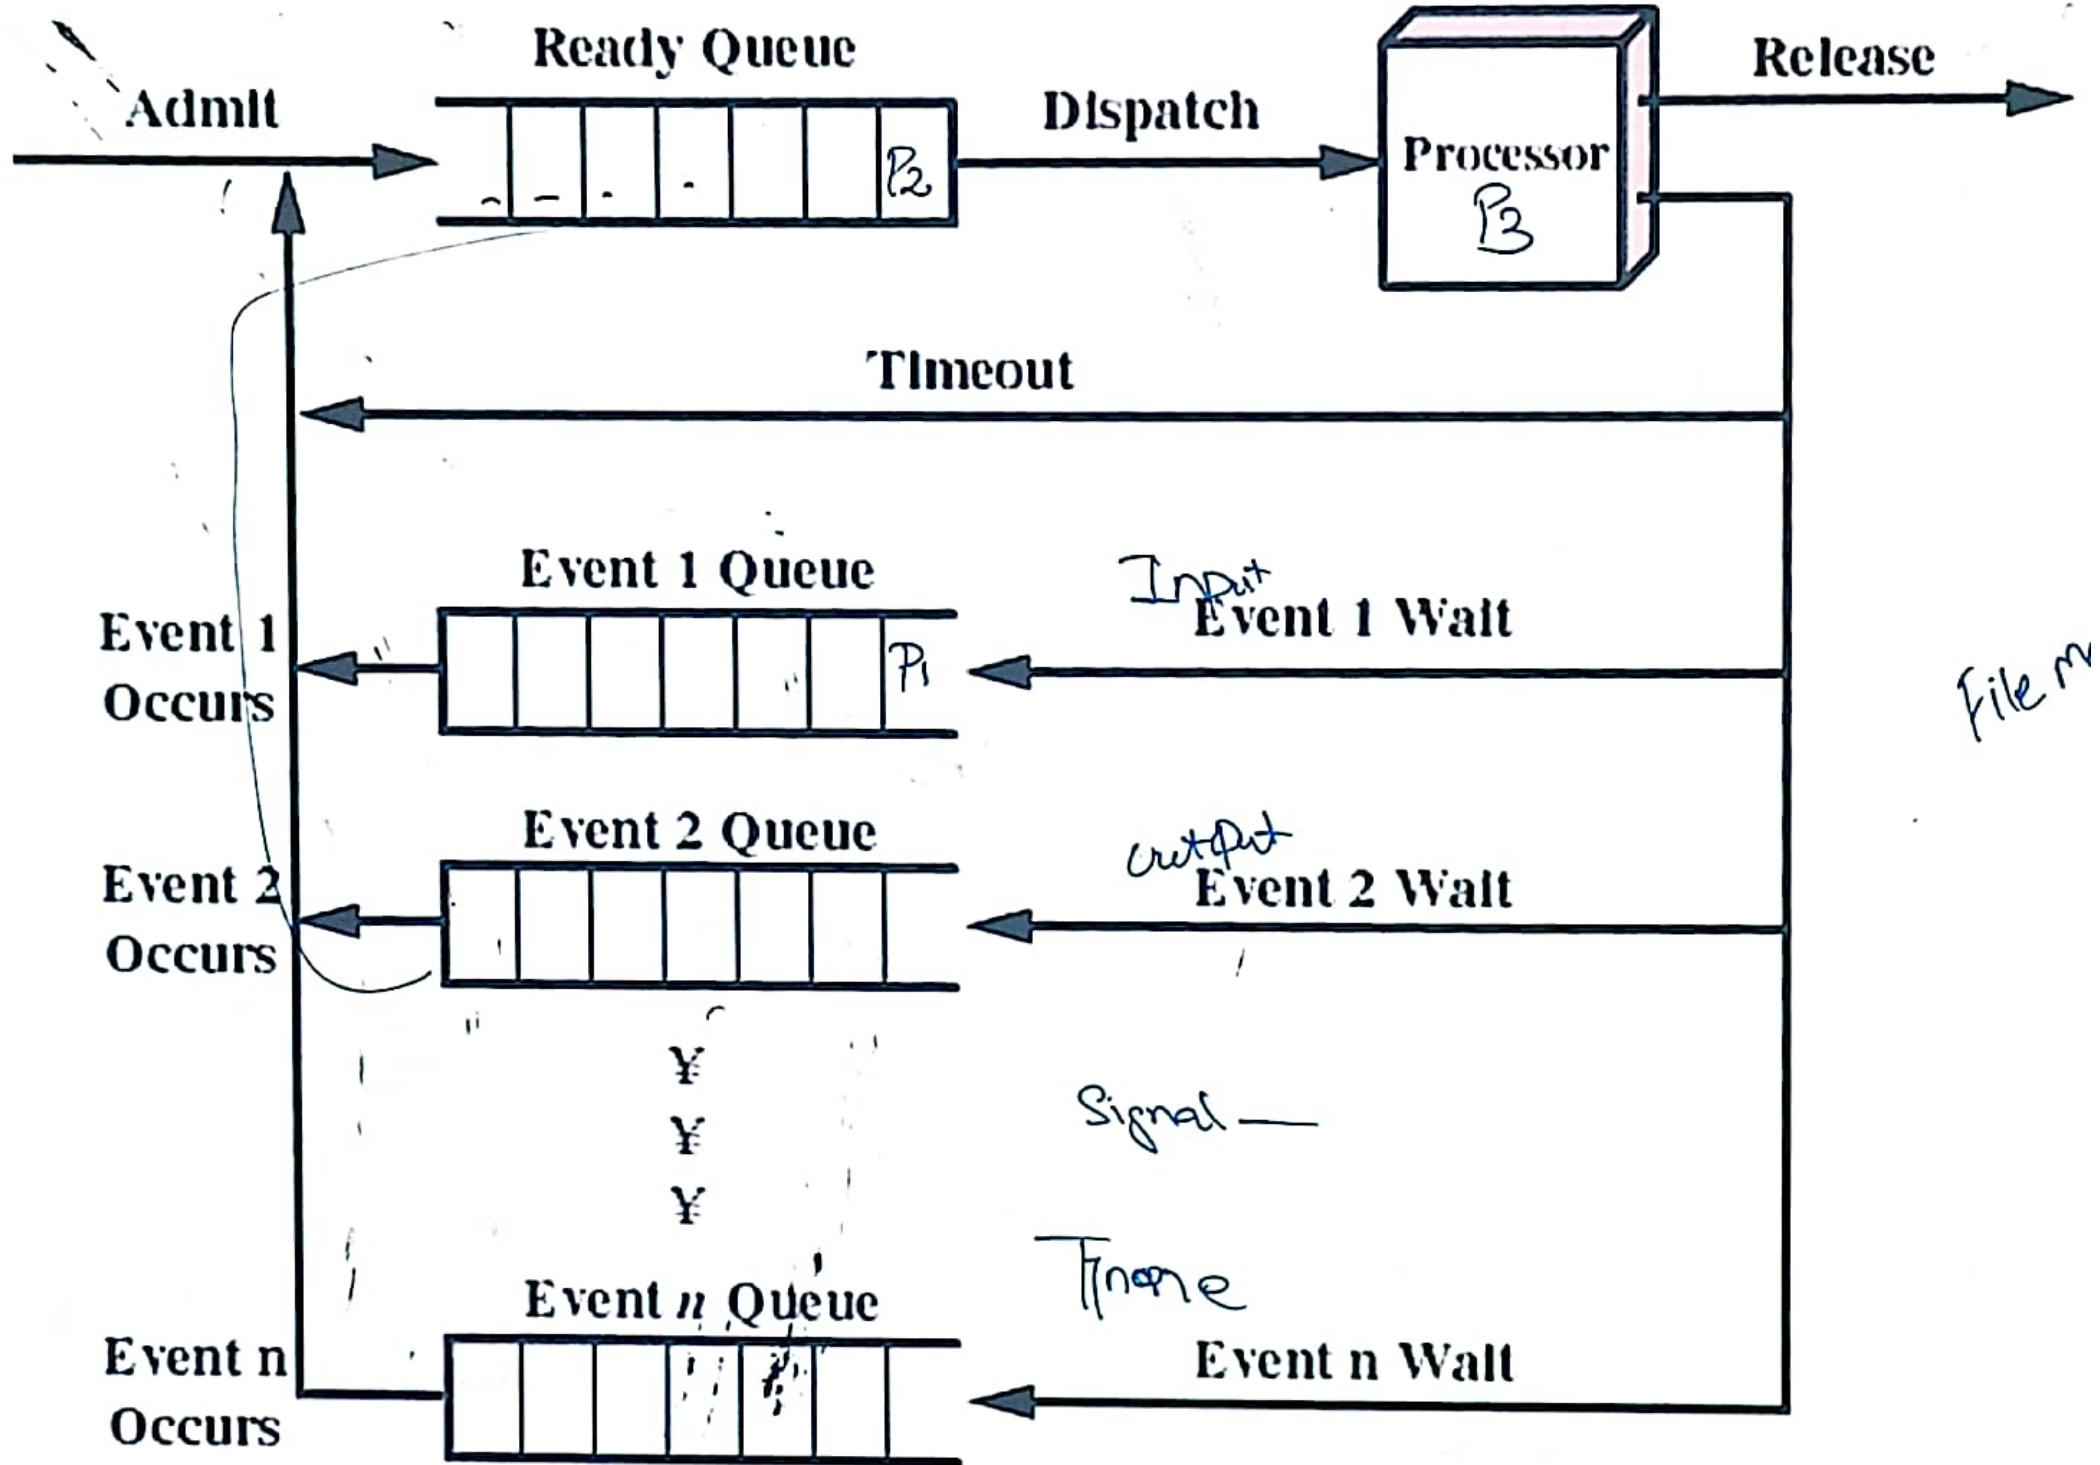 Ready Queue
Release
Admit
Dispatch
P2
Processor
P3
Timeout
Event 1 Queue
Input
Event 1 Wait
Event 1
Occurs
P1
File
Event 2 Queue
output
Event 2 Wait
Event 2
Occurs
¥
¥
¥
Signal —
Event n Queue
Event n Wait
Event n
Occurs